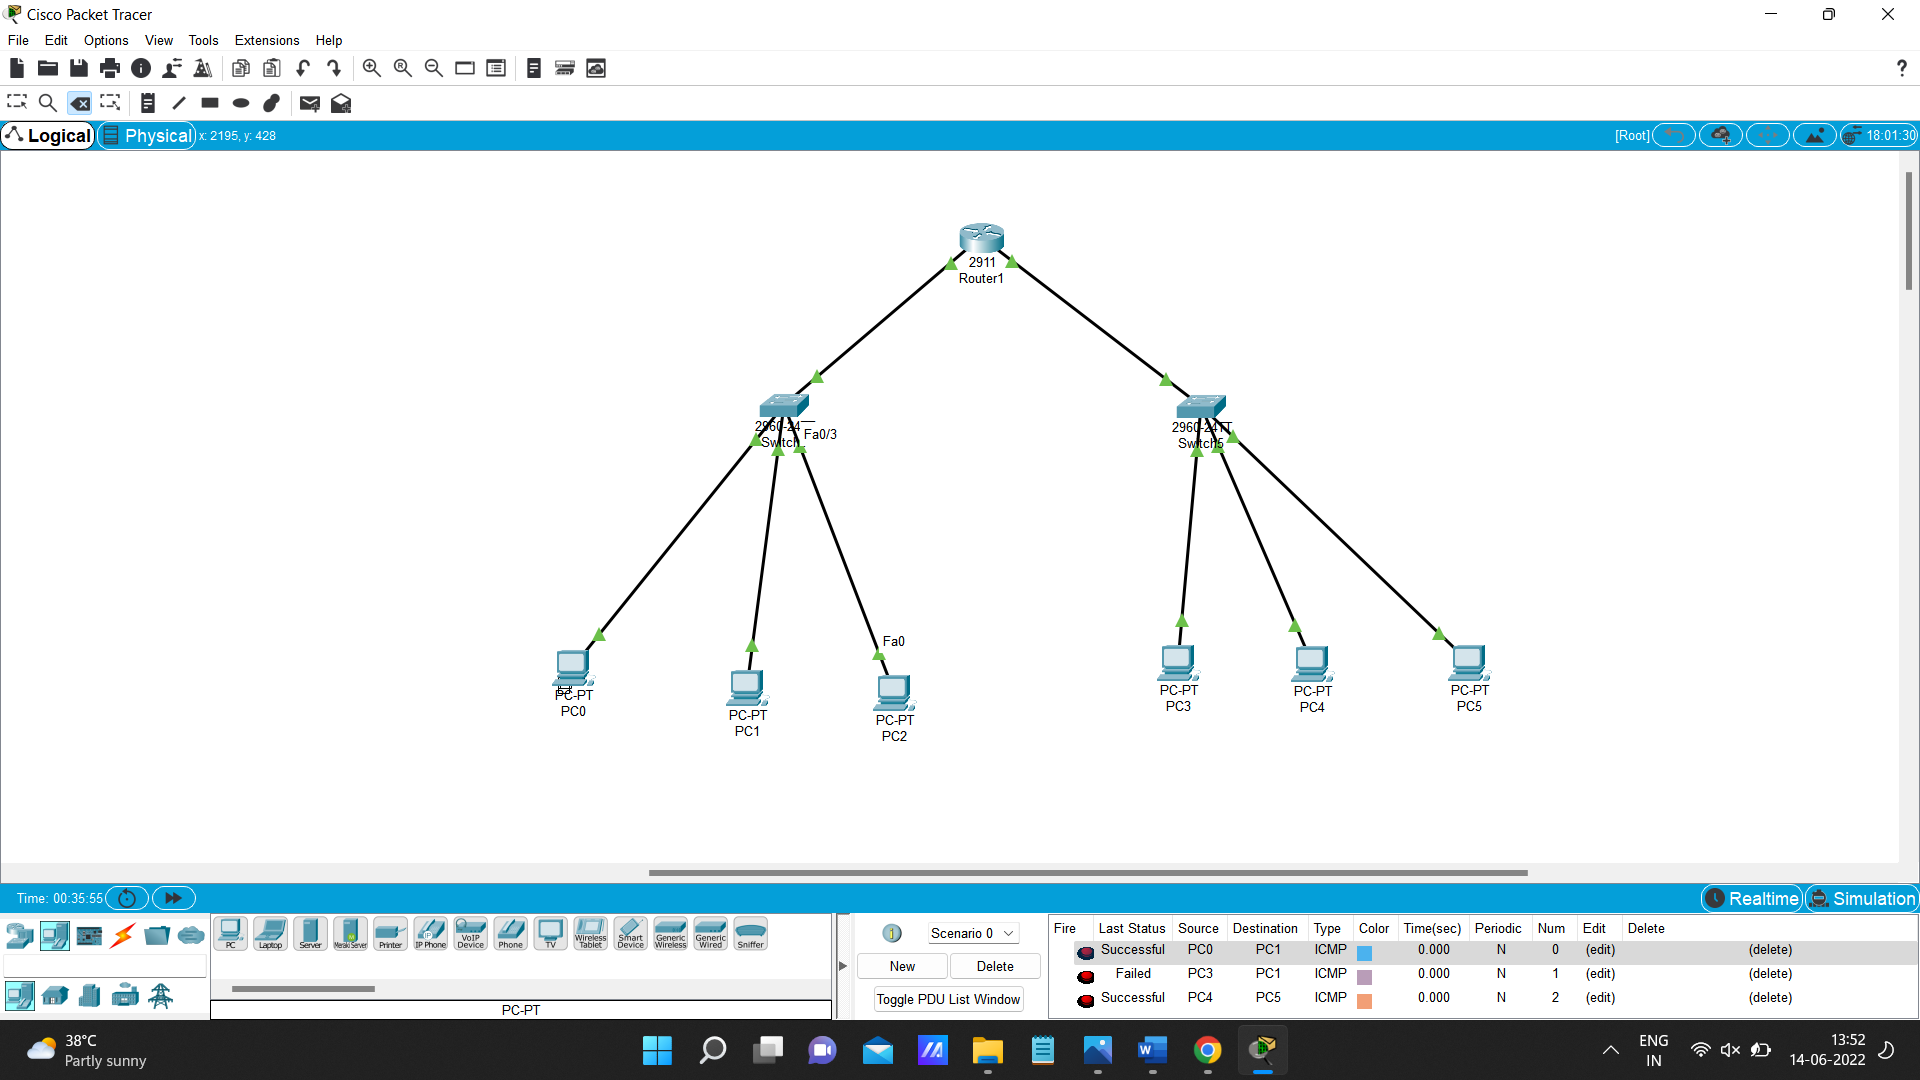 Cisco Packet Tracer
File Edit Options View Tools Extensions Help
?
Logical Physical x: 2195, y: 428 [Root] 18:01:30
2911
Router1
2960-24
Switch
Fa0/3
2960-24TT
Switch5
Fa0
PC-PT
PC0
PC-PT
PC1
PC-PT
PC2
PC-PT
PC3
PC-PT
PC4
PC-PT
PC5
Time: 00:35:55 Realtime Simulation
PC Laptop Server Meraki Server Printer IP Phone VoIP Device Phone TV Wireless Tablet Smart Device Generic Wireless Generic Wired Sniffer
PC-PT
Scenario 0
New Delete
Toggle PDU List Window
Fire Last Status Source Destination Type Color Time(sec) Periodic Num Edit Delete
Successful PC0 PC1 ICMP 0.000 N 0 (edit) (delete)
Failed PC3 PC1 ICMP 0.000 N 1 (edit) (delete)
Successful PC4 PC5 ICMP 0.000 N 2 (edit) (delete)
38°C
Partly sunny
ENG
IN
13:52
14-06-2022